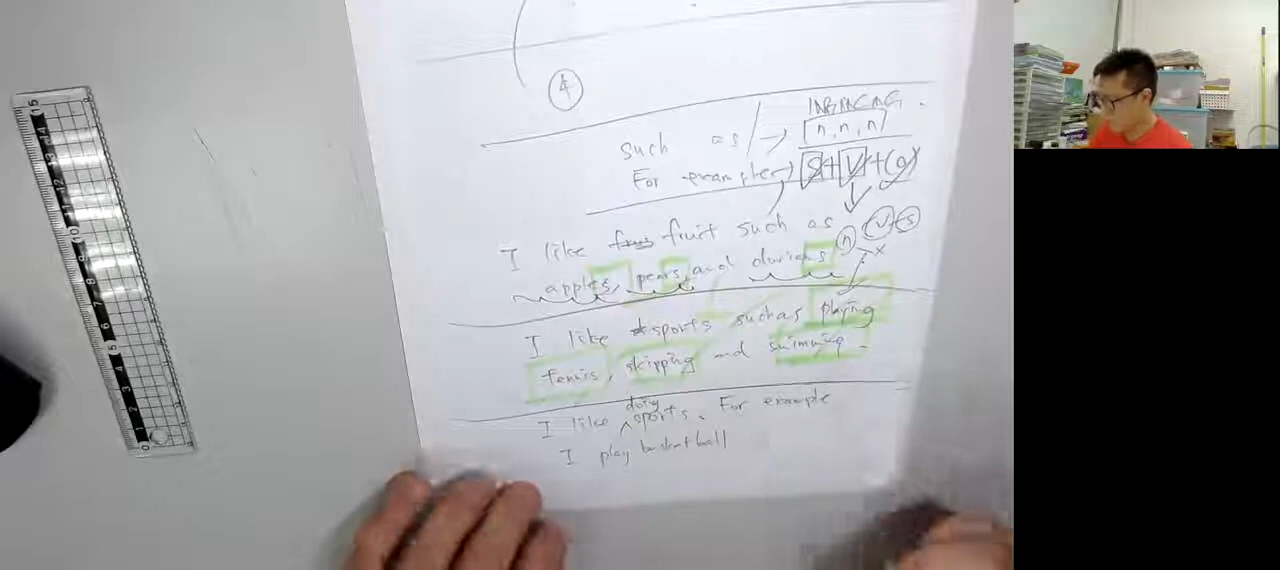 4
such as / → n, n, n
For example → S + V + (o)
I like fruit such as
apples, pears and durians
n v+s
x
I like sports such as playing
tennis, skipping and swimming.
I like doing sports. For example
I play basketball